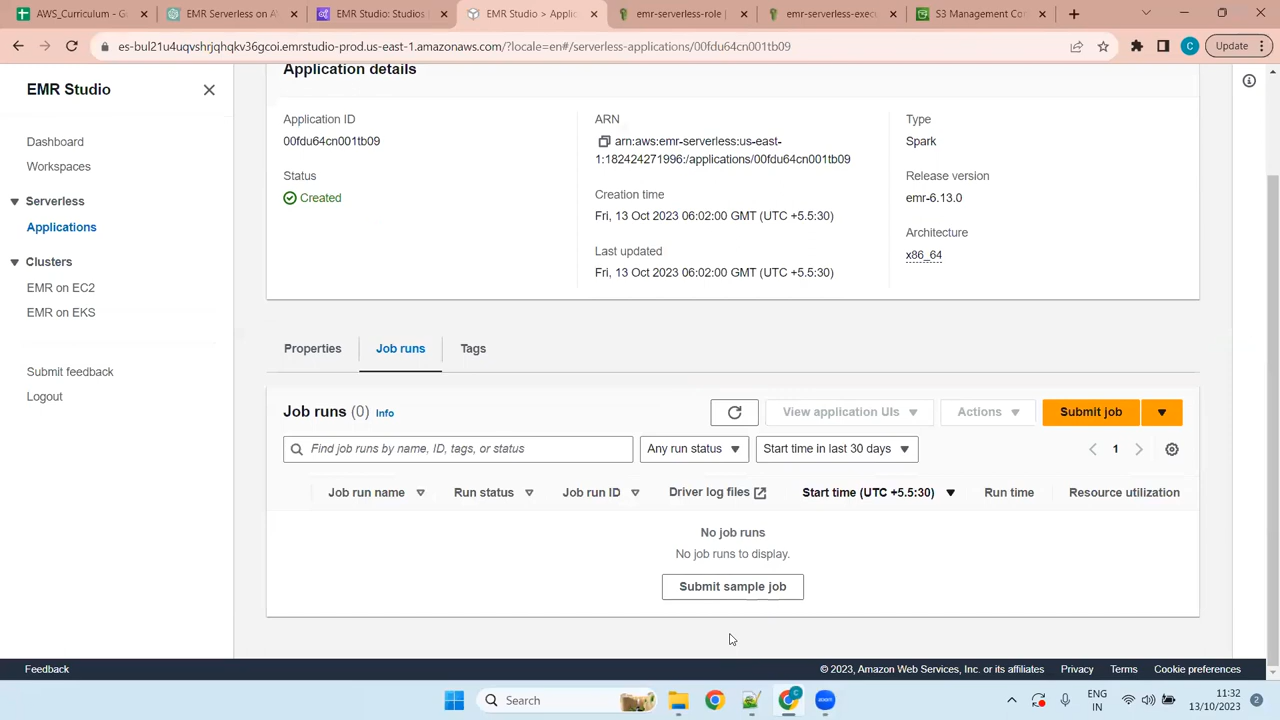 AWS_Curriculum - G
EMR Serverless on A
EMR Studio: Studios
EMR Studio > Applic
emr-serverless-role
emr-serverless-exec
S3 Management Co
es-bul21u4uqvshrjqhqkv36gcoi.emrstudio-prod.us-east-1.amazonaws.com/?locale=en#/serverless-applications/00fdu64cn001tb09
C
Update
EMR Studio
Dashboard
Workspaces
Serverless
Applications
Clusters
EMR on EC2
EMR on EKS
Submit feedback
Logout
Application details
Application ID
00fdu64cn001tb09
Status
Created
ARN
arn:aws:emr-serverless:us-east-
1:182424271996:/applications/00fdu64cn001tb09
Creation time
Fri, 13 Oct 2023 06:02:00 GMT (UTC +5.5:30)
Last updated
Fri, 13 Oct 2023 06:02:00 GMT (UTC +5.5:30)
Type
Spark
Release version
emr-6.13.0
Architecture
x86_64
Properties
Job runs
Tags
Job runs (0) Info
View application UIs
Actions
Submit job
Find job runs by name, ID, tags, or status
Any run status
Start time in last 30 days
1
Job run name
Run status
Job run ID
Driver log files
Start time (UTC +5.5:30)
Run time
Resource utilization
No job runs
No job runs to display.
Submit sample job
Feedback
© 2023, Amazon Web Services, Inc. or its affiliates
Privacy
Terms
Cookie preferences
Search
ENG
IN
11:32
13/10/2023
2